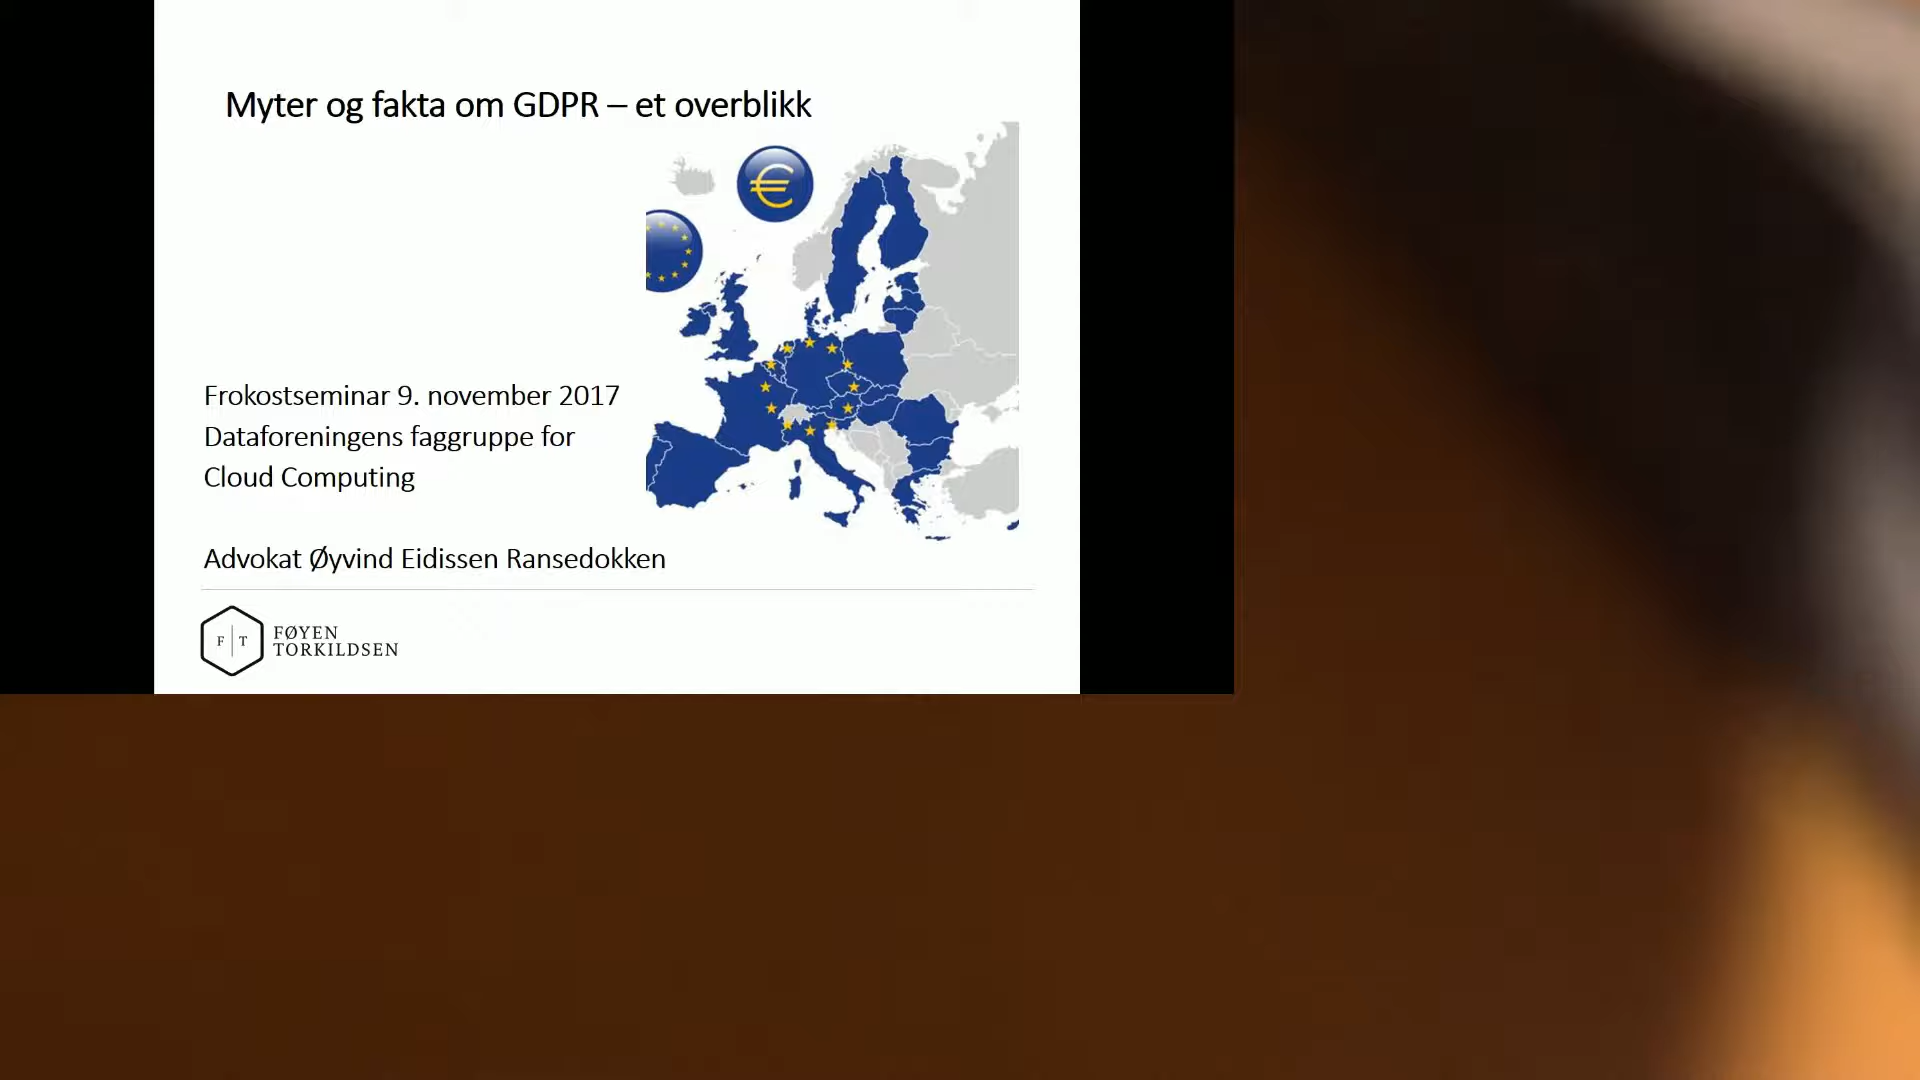 Myter og fakta om GDPR – et overblikk
€
Frokostseminar 9. november 2017
Dataforeningens faggruppe for
Cloud Computing
Advokat Øyvind Eidissen Ransedokken
F T
FØYEN
TORKILDSEN